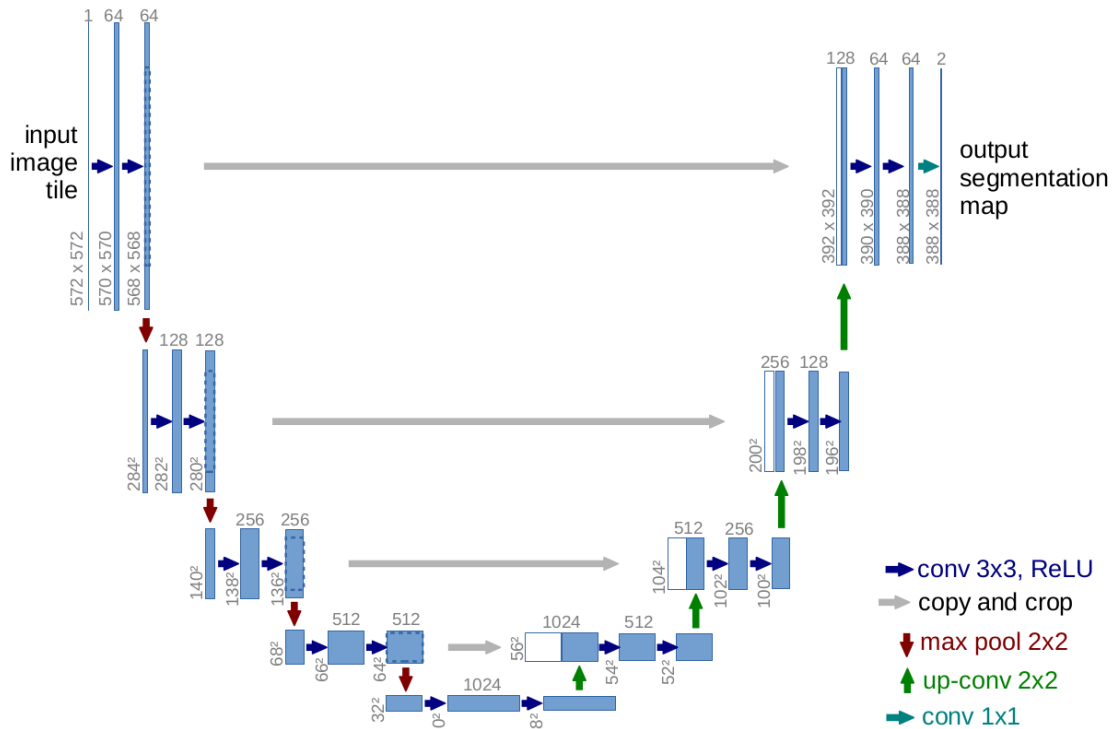 1 64 64
input
image
tile
572 x 572
570 x 570
568 x 568
128 64 64 2
output
segmentation
map
392 x 392
390 x 390
388 x 388
388 x 388
128 128
284²
282²
280²
256 128
200²
198²
196²
256 256
140²
138²
136²
512 256
104²
102²
100²
512 512
68²
66²
64²
1024 512
56²
54²
52²
1024
32²
0²
8²
conv 3x3, ReLU
copy and crop
max pool 2x2
up-conv 2x2
conv 1x1